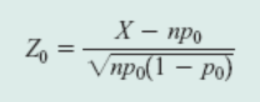 Z₀ = (X − np₀) / √(np₀(1 − p₀))